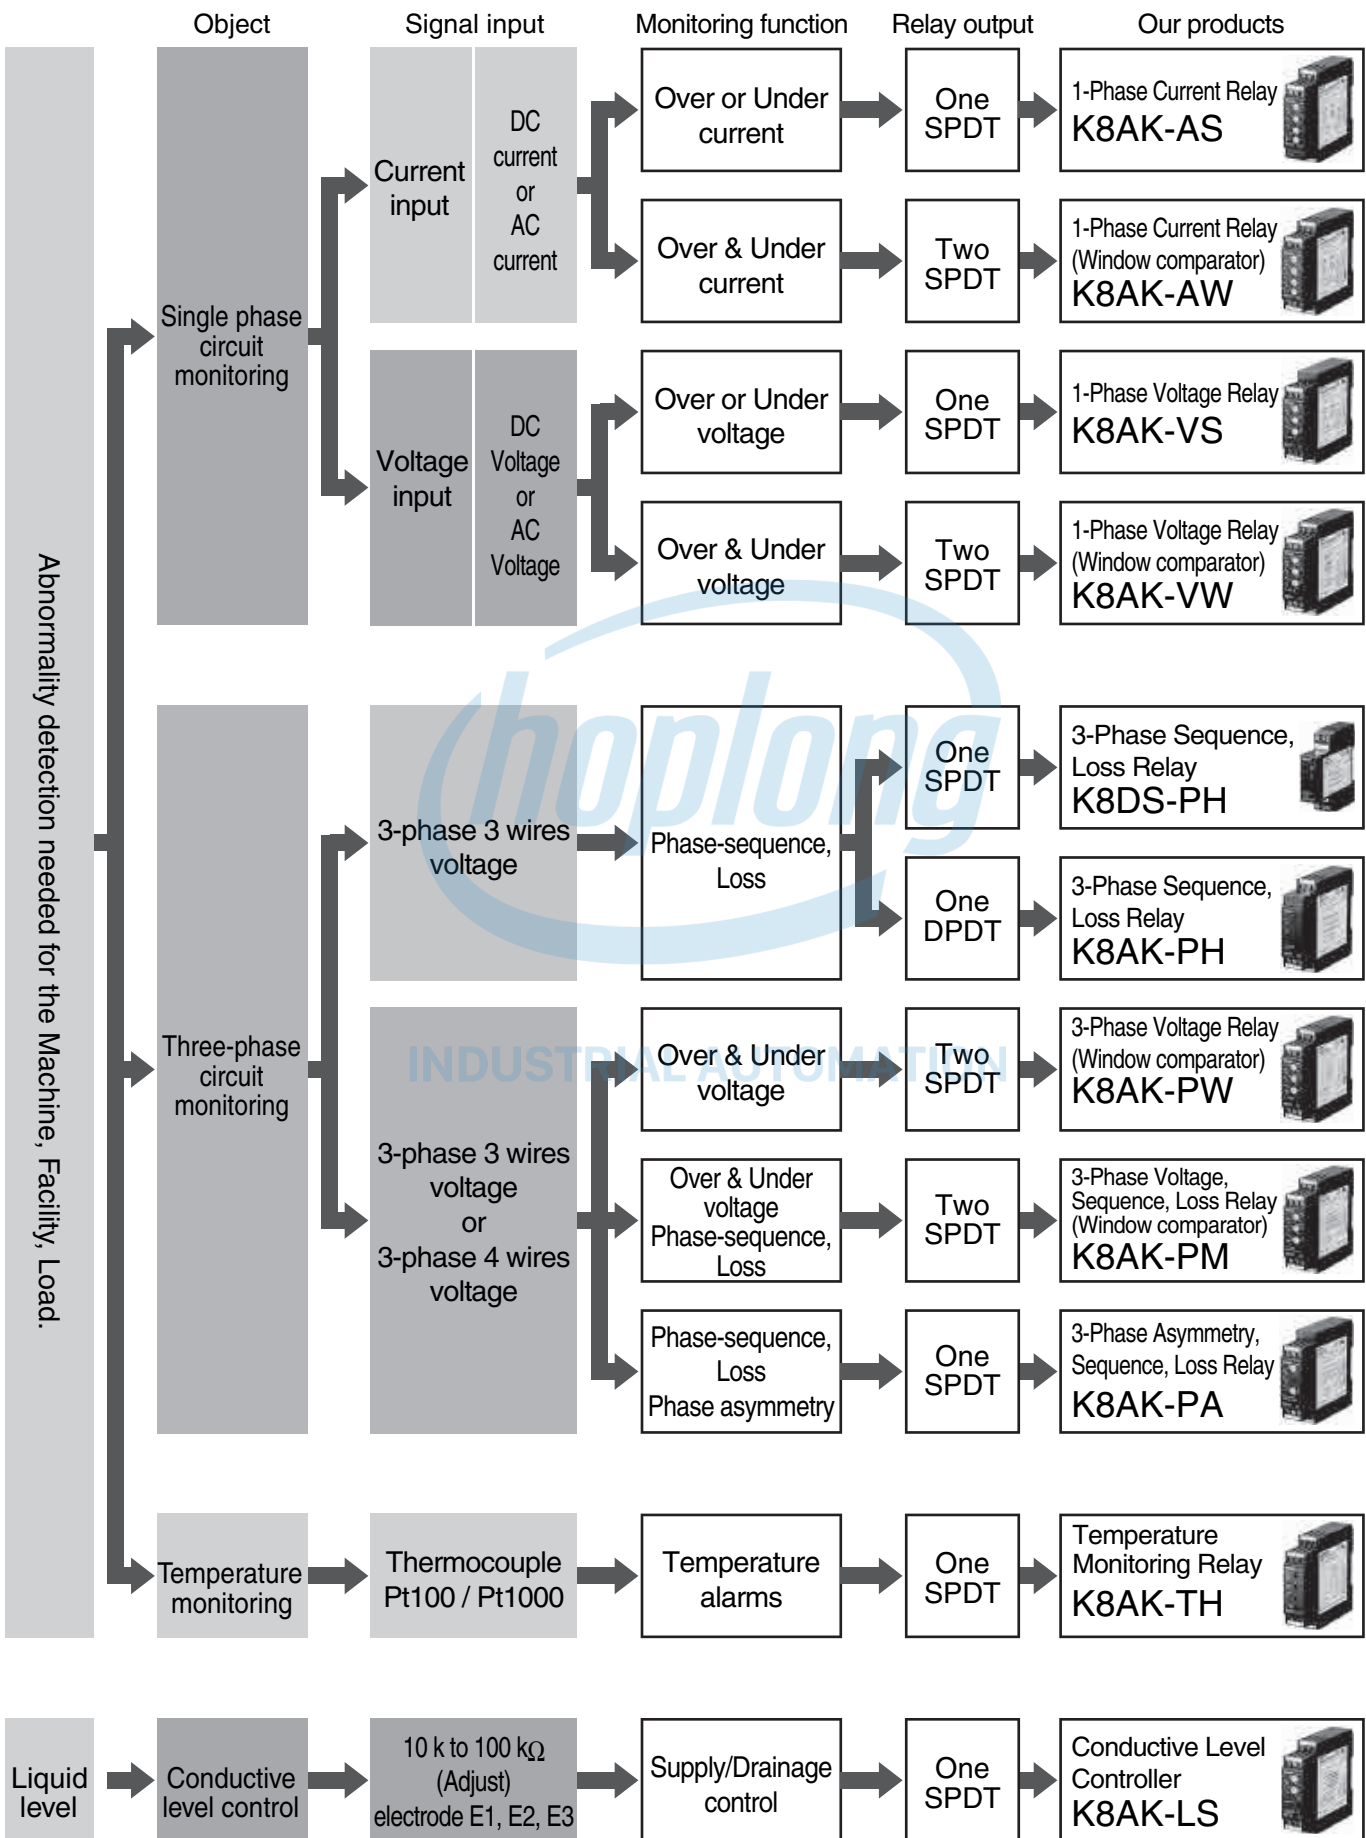 Object
Signal input
Monitoring function
Relay output
Our products
Abnormality detection needed for the Machine, Facility, Load.
Single phase
circuit
monitoring
Current
input
DC
current
or
AC
current
Over or Under
current
One
SPDT
1-Phase Current Relay
K8AK-AS
Over & Under
current
Two
SPDT
1-Phase Current Relay
(Window comparator)
K8AK-AW
Voltage
input
DC
Voltage
or
AC
Voltage
Over or Under
voltage
One
SPDT
1-Phase Voltage Relay
K8AK-VS
Over & Under
voltage
Two
SPDT
1-Phase Voltage Relay
(Window comparator)
K8AK-VW
hoplong
INDUSTRIAL AUTOMATION
Three-phase
circuit
monitoring
3-phase 3 wires
voltage
Phase-sequence,
Loss
One
SPDT
3-Phase Sequence,
Loss Relay
K8DS-PH
One
DPDT
3-Phase Sequence,
Loss Relay
K8AK-PH
3-phase 3 wires
voltage
or
3-phase 4 wires
voltage
Over & Under
voltage
Two
SPDT
3-Phase Voltage Relay
(Window comparator)
K8AK-PW
Over & Under
voltage
Phase-sequence,
Loss
Two
SPDT
3-Phase Voltage,
Sequence, Loss Relay
(Window comparator)
K8AK-PM
Phase-sequence,
Loss
Phase asymmetry
One
SPDT
3-Phase Asymmetry,
Sequence, Loss Relay
K8AK-PA
Temperature
monitoring
Thermocouple
Pt100 / Pt1000
Temperature
alarms
One
SPDT
Temperature
Monitoring Relay
K8AK-TH
Liquid
level
Conductive
level control
10 k to 100 kΩ
(Adjust)
electrode E1, E2, E3
Supply/Drainage
control
One
SPDT
Conductive Level
Controller
K8AK-LS